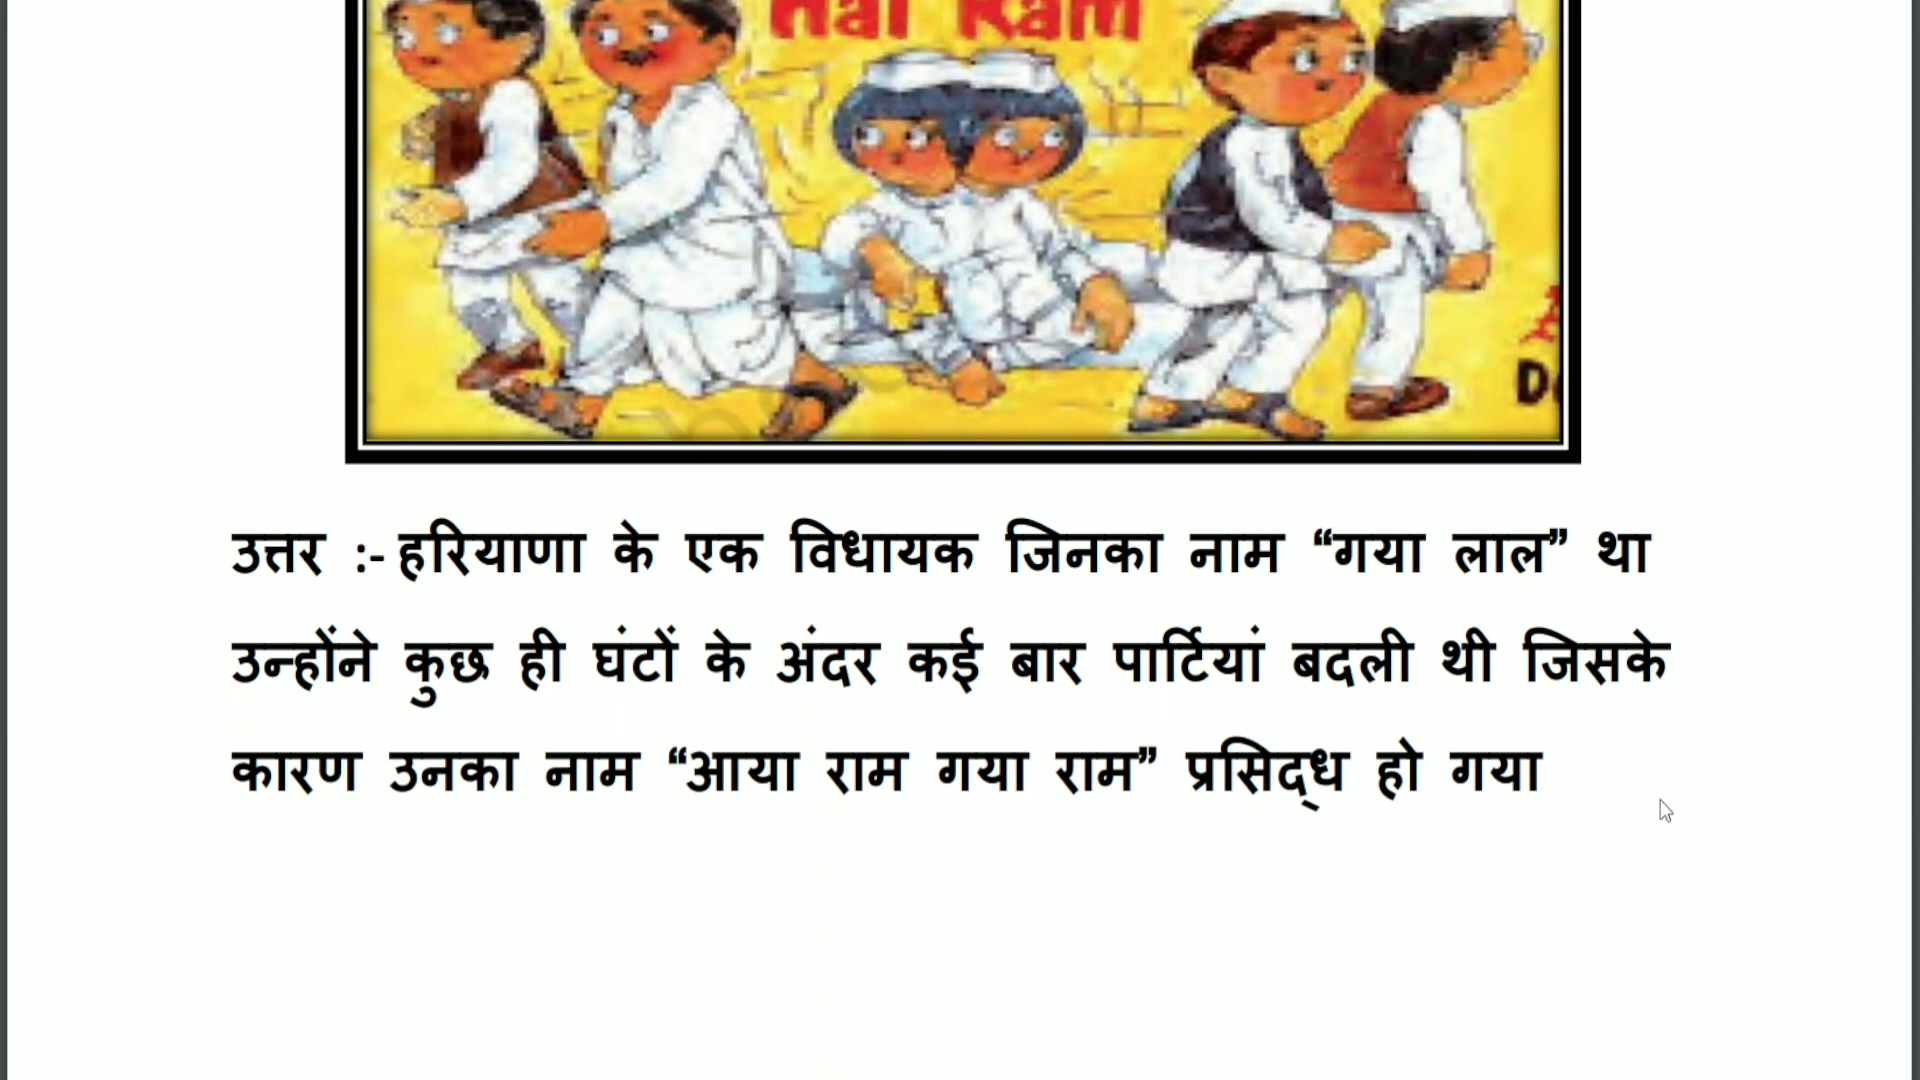 Hai Ram
उत्तर :- हरियाणा के एक विधायक जिनका नाम “गया लाल” था
उन्होंने कुछ ही घंटों के अंदर कई बार पार्टियां बदली थी जिसके
कारण उनका नाम “आया राम गया राम” प्रसिद्ध हो गया